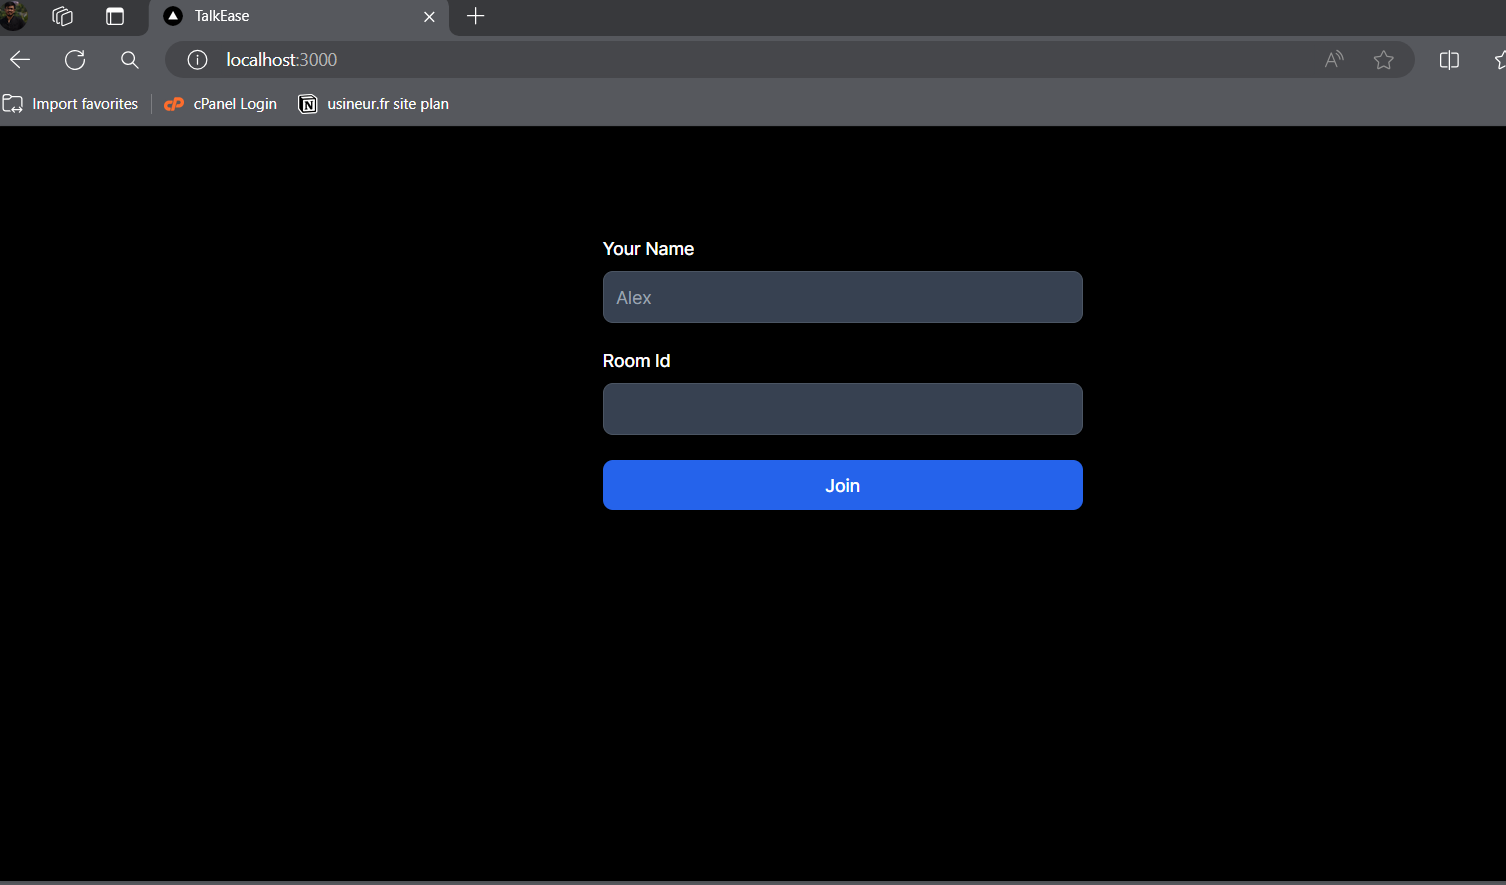 TalkEase
localhost:3000
Import favorites
cPanel Login
usineur.fr site plan
Your Name
Alex
Room Id
Join